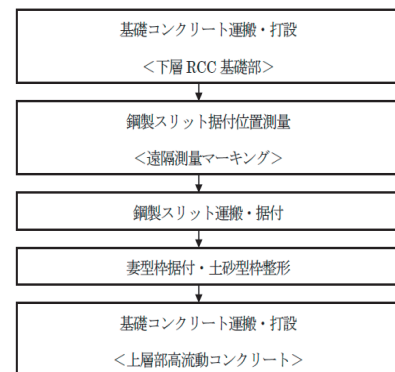 基礎コンクリート運搬・打設
＜下層 RCC 基礎部＞
鋼製スリット据付位置測量
＜遠隔測量マーキング＞
鋼製スリット運搬・据付
妻型枠据付・土砂型枠整形
基礎コンクリート運搬・打設
＜上層部高流動コンクリート＞